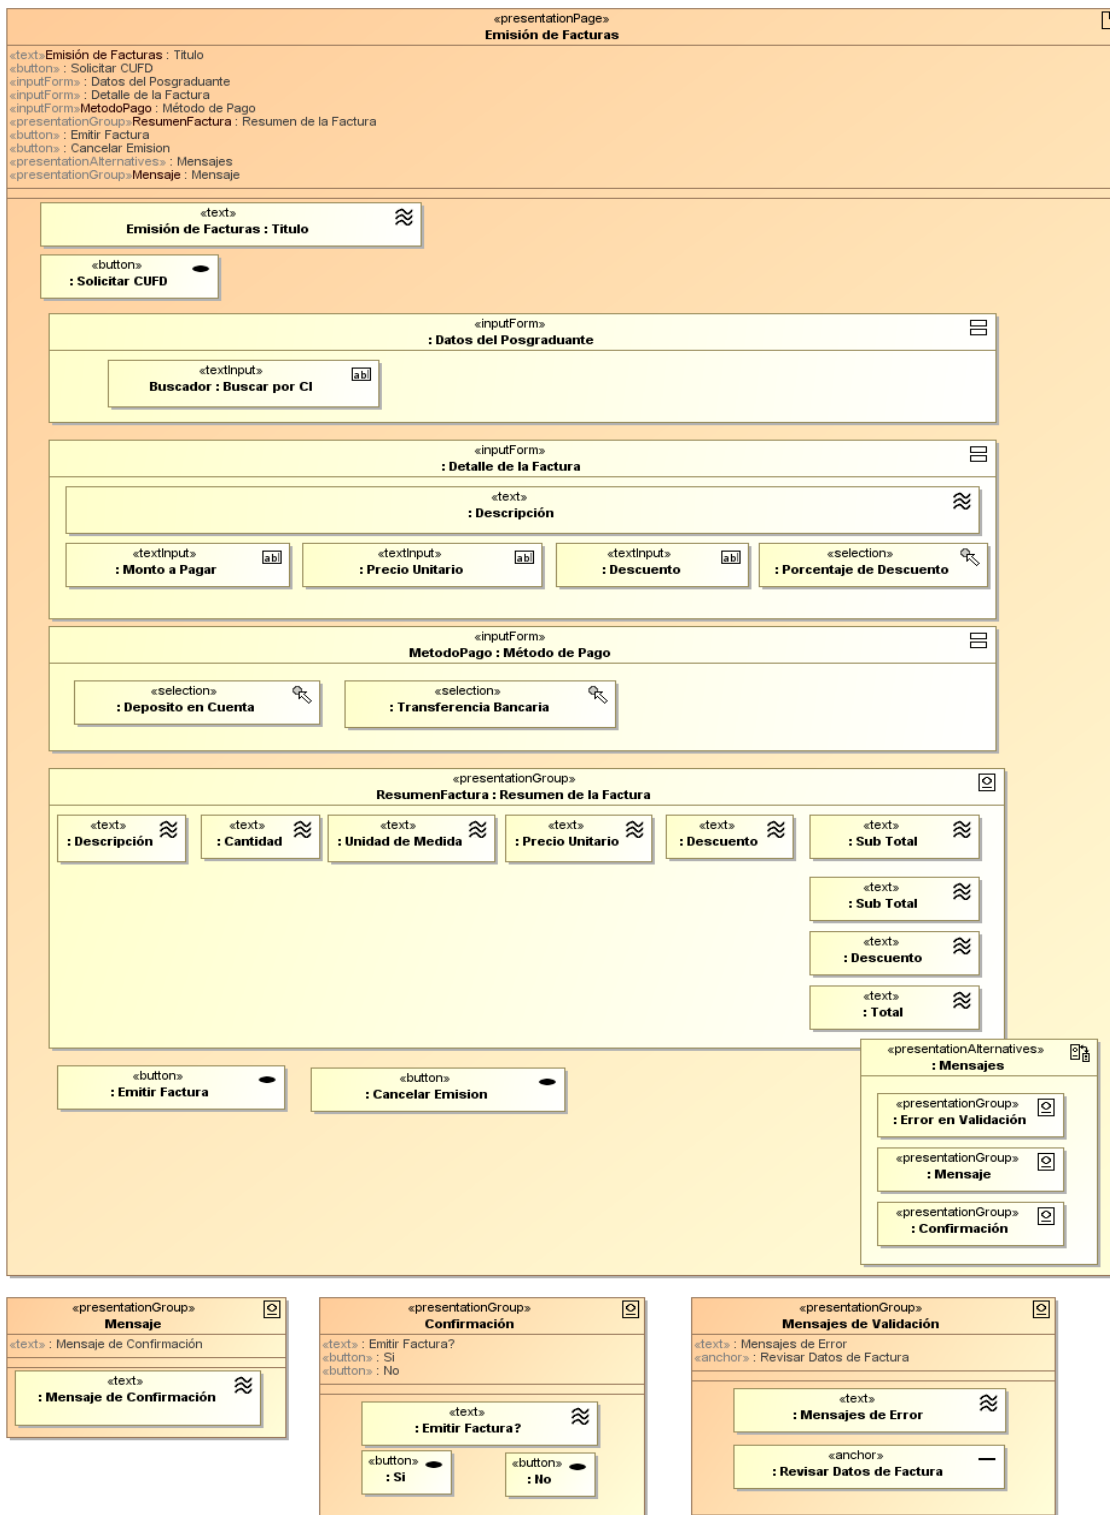 «presentationPage»
Emisión de Facturas
«text»Emisión de Facturas : Titulo
«button» : Solicitar CUFD
«inputForm» : Datos del Posgraduante
«inputForm» : Detalle de la Factura
«inputForm»MetodoPago : Método de Pago
«presentationGroup»ResumenFactura : Resumen de la Factura
«button» : Emitir Factura
«button» : Cancelar Emision
«presentationAlternatives» : Mensajes
«presentationGroup»Mensaje : Mensaje
«text»
Emisión de Facturas : Titulo
«button»
: Solicitar CUFD
«inputForm»
: Datos del Posgraduante
«textInput»
Buscador : Buscar por CI
ab
«inputForm»
: Detalle de la Factura
«text»
: Descripción
«textInput»
: Monto a Pagar
ab
«textInput»
: Precio Unitario
ab
«textInput»
: Descuento
ab
«selection»
: Porcentaje de Descuento
«inputForm»
MetodoPago : Método de Pago
«selection»
: Deposito en Cuenta
«selection»
: Transferencia Bancaria
«presentationGroup»
ResumenFactura : Resumen de la Factura
«text»
: Descripción
«text»
: Cantidad
«text»
: Unidad de Medida
«text»
: Precio Unitario
«text»
: Descuento
«text»
: Sub Total
«text»
: Sub Total
«text»
: Descuento
«text»
: Total
«button»
: Emitir Factura
«button»
: Cancelar Emision
«presentationAlternatives»
: Mensajes
«presentationGroup»
: Error en Validación
«presentationGroup»
: Mensaje
«presentationGroup»
: Confirmación
«presentationGroup»
Mensaje
«text» : Mensaje de Confirmación
«text»
: Mensaje de Confirmación
«presentationGroup»
Confirmación
«text» : Emitir Factura?
«button» : Si
«button» : No
«text»
: Emitir Factura?
«button»
: Si
«button»
: No
«presentationGroup»
Mensajes de Validación
«text» : Mensajes de Error
«anchor» : Revisar Datos de Factura
«text»
: Mensajes de Error
«anchor»
: Revisar Datos de Factura